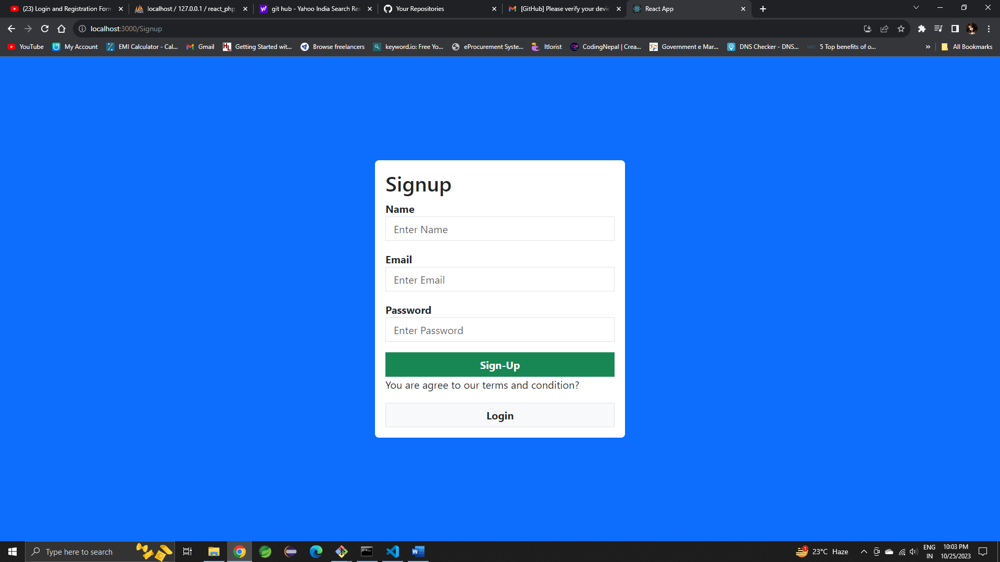 (23) Login and Registration Form
localhost / 127.0.0.1 / react_php_
git hub - Yahoo India Search Res
Your Repositories
[GitHub] Please verify your devic
React App
localhost:3000/Signup
YouTube
My Account
EMI Calculator - Cal...
Gmail
HL Getting Started wit...
Browse freelancers
keyword.io: Free Yo...
eProcurement Syste...
Itlorist
CodingNepal | Crea...
Government e Mar...
DNS Checker - DNS...
UC 5 Top benefits of o...
»
All Bookmarks
Signup
Name
Enter Name
Email
Enter Email
Password
Enter Password
Sign-Up
You are agree to our terms and condition?
Login
Type here to search
1
23°C Haze
ENG
IN
10:03 PM
10/25/2023